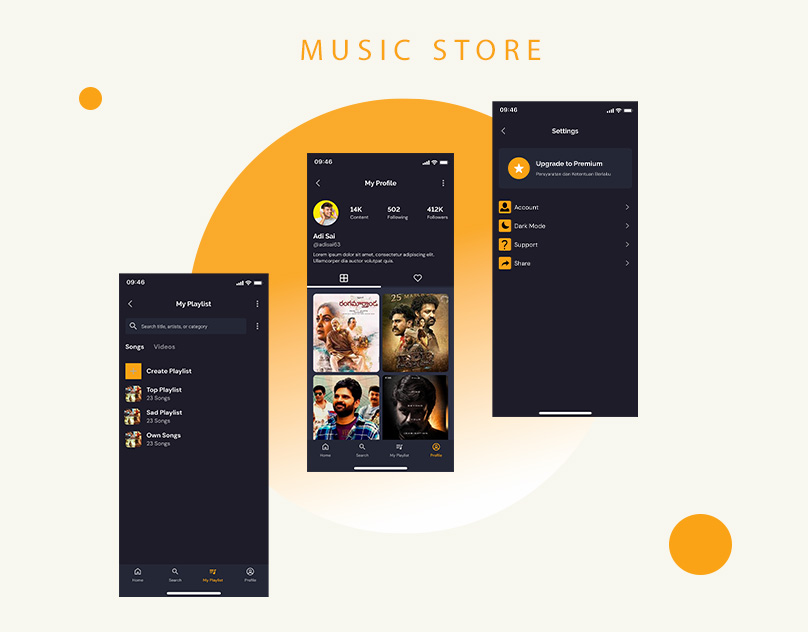 MUSIC STORE
09:46
My Playlist
Search title, artists, or category
Songs Videos
Create Playlist
Top Playlist
23 Songs
Sad Playlist
23 Songs
Own Songs
23 Songs
Home Search My Playlist Profile
09:46
My Profile
14K 502 412K
Content Following Followers
Adi Sai
@adisai63
Lorem ipsum dolor sit amet, consectetur adipiscing elit.
Ullamcorper dia auctor volutpat quis.
రంగమార్తాండ
Home Search My Playlist Profile
09:46
Settings
Upgrade to Premium
Persyaratan dan Ketentuan Berlaku
Account
Dark Mode
Support
Share